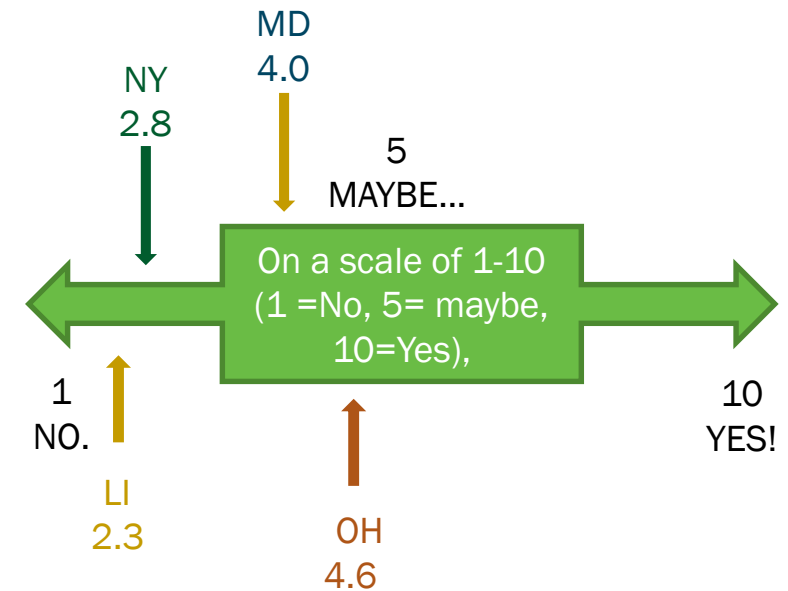 MD
4.0
NY
2.8
5
MAYBE...
On a scale of 1-10
(1 =No, 5= maybe,
10=Yes),
1
NO.
10
YES!
LI
2.3
OH
4.6